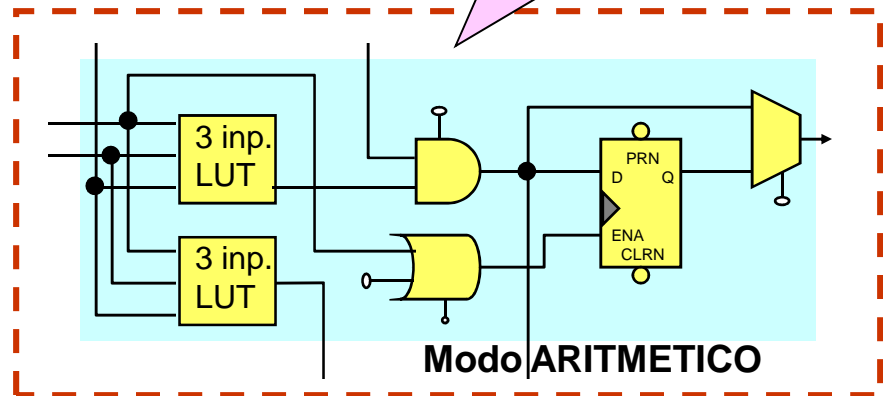 3 inp.
LUT
PRN
D
Q
ENA
CLRN
3 inp.
LUT
Modo ARITMETICO